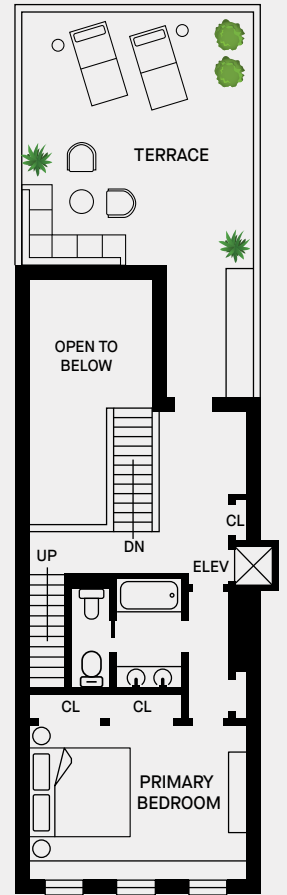 TERRACE
OPEN TO
BELOW
CL
DN
UP
ELEV
CL
CL
PRIMARY
BEDROOM